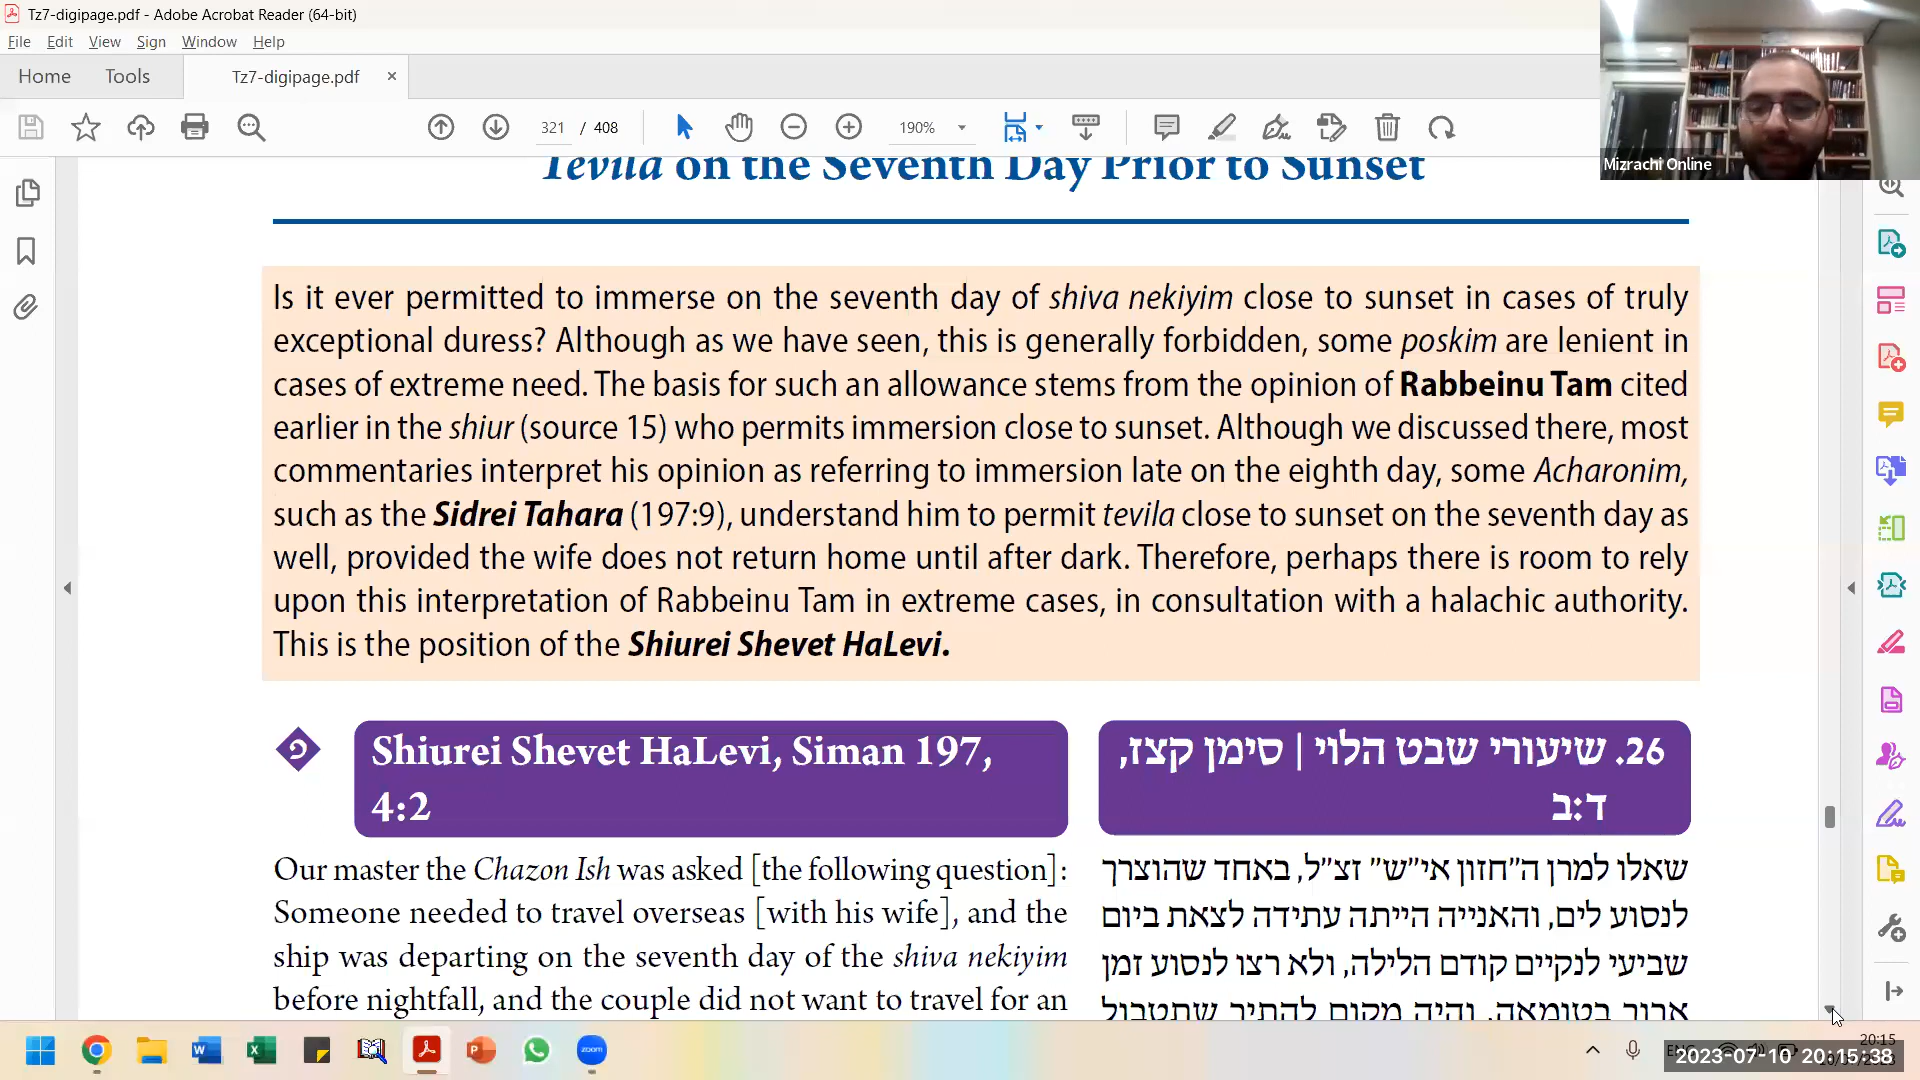 Tz7-digipage.pdf - Adobe Acrobat Reader (64-bit)
File Edit View Sign Window Help
Home Tools Tz7-digipage.pdf ×
321 / 408 190%
Mizrachi Online
Tevila on the Seventh Day Prior to Sunset
Is it ever permitted to immerse on the seventh day of shiva nekiyim close to sunset in cases of truly
exceptional duress? Although as we have seen, this is generally forbidden, some poskim are lenient in
cases of extreme need. The basis for such an allowance stems from the opinion of Rabbeinu Tam cited
earlier in the shiur (source 15) who permits immersion close to sunset. Although we discussed there, most
commentaries interpret his opinion as referring to immersion late on the eighth day, some Acharonim,
such as the Sidrei Tahara (197:9), understand him to permit tevila close to sunset on the seventh day as
well, provided the wife does not return home until after dark. Therefore, perhaps there is room to rely
upon this interpretation of Rabbeinu Tam in extreme cases, in consultation with a halachic authority.
This is the position of the Shiurei Shevet HaLevi.
Shiurei Shevet HaLevi, Siman 197,
4:2
Our master the Chazon Ish was asked [the following question]:
Someone needed to travel overseas [with his wife], and the
ship was departing on the seventh day of the shiva nekiyim
before nightfall, and the couple did not want to travel for an
26. שיעורי שבט הלוי | סימן קצז,
ד:ב
שאלו למרן ה"חזון אי"ש" זצ"ל, באחד שהוצרך
לנסוע לים, והאנייה הייתה עתידה לצאת ביום
שביעי לנקיים קודם הלילה, ולא רצו לנסוע זמן
ארוך בטומאה, והיה מקום להתיר שתטבול
20:15
2023-07-10 20:15:38